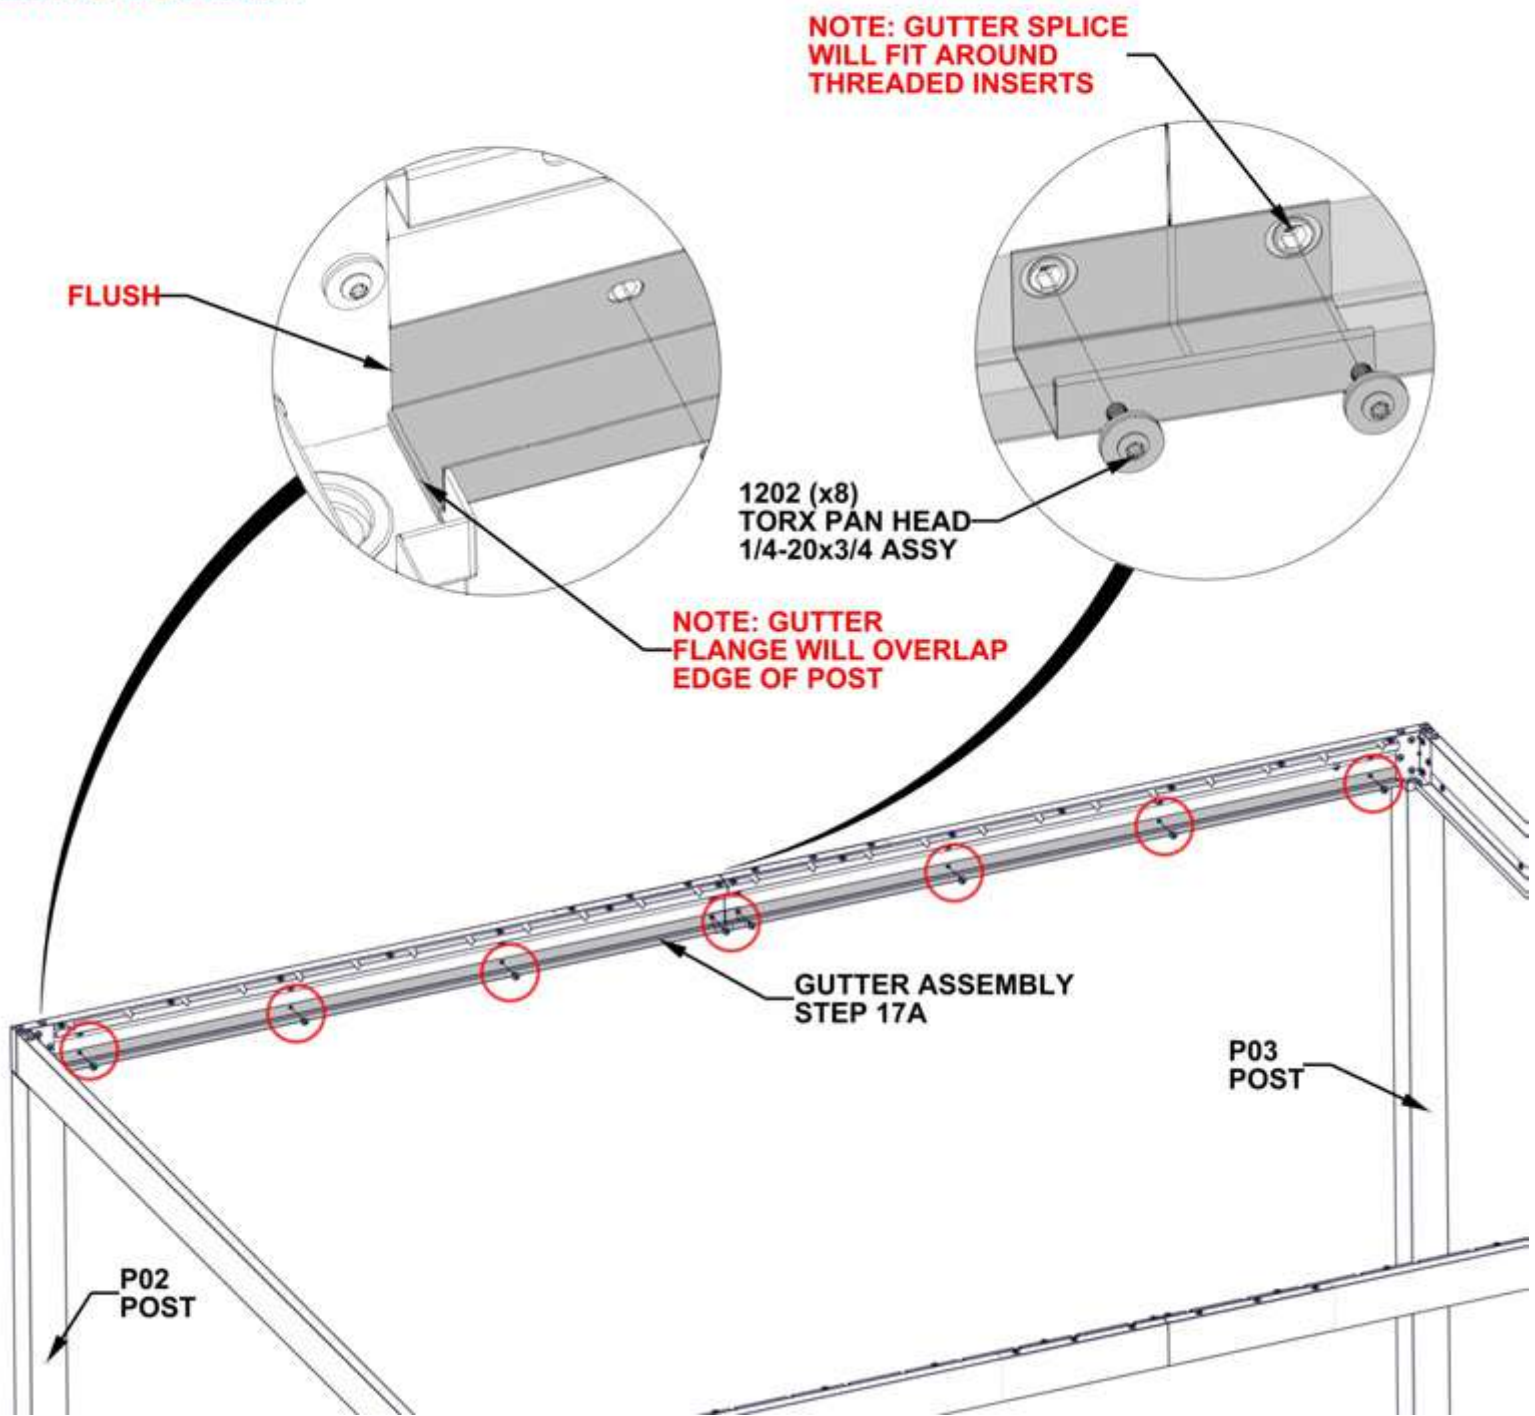 NOTE: GUTTER SPLICE
WILL FIT AROUND
THREADED INSERTS
FLUSH
1202 (x8)
TORX PAN HEAD
1/4-20x3/4 ASSY
NOTE: GUTTER
FLANGE WILL OVERLAP
EDGE OF POST
GUTTER ASSEMBLY
STEP 17A
P03
POST
P02
POST